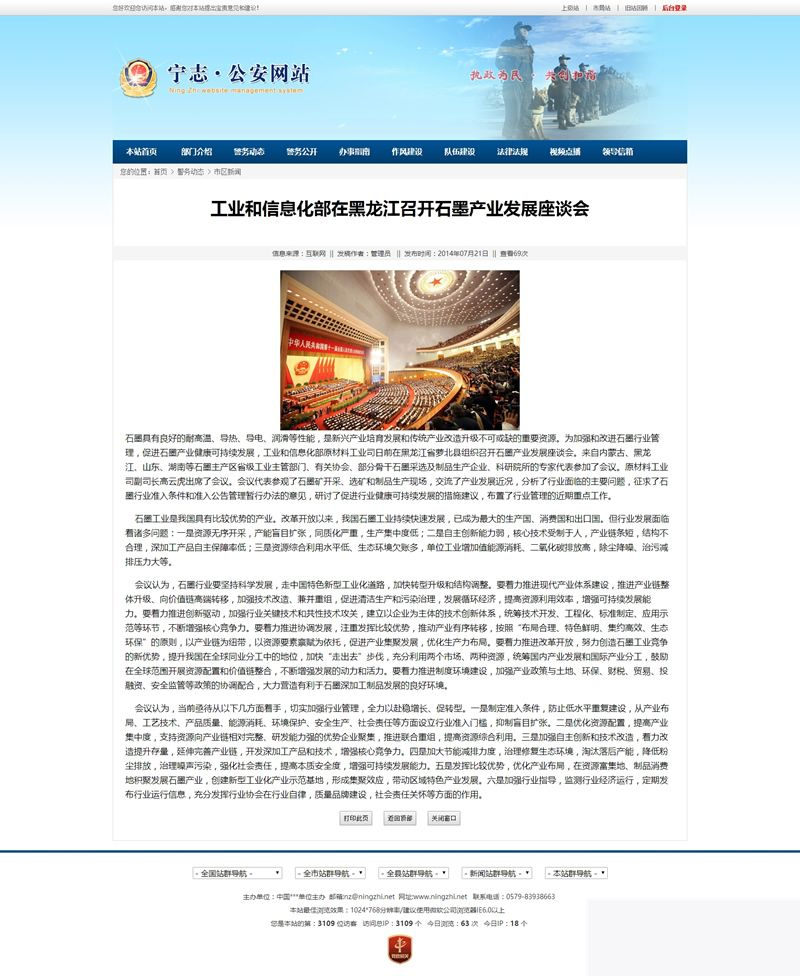 您好欢迎您访问本站，感谢您对本站提出宝贵意见和建议！
上级站 | 市局站 | 旧站回顾 | 后台登录
宁志·公安网站
Ning Zhi website management system
执政为民 共创和谐
本站首页 部门介绍 警务动态 警务公开 办事指南 作风建设 队伍建设 法律法规 视频点播 领导信箱
您的位置：首页 > 警务动态 > 市区新闻
工业和信息化部在黑龙江召开石墨产业发展座谈会
信息来源：互联网 || 发稿作者：管理员 || 发布时间：2014年07月21日 || 查看69次
石墨具有良好的耐高温、导热、导电、润滑等性能，是新兴产业培育发展和传统产业改造升级不可或缺的重要资源。为加强和改进石墨行业管
理，促进石墨产业健康可持续发展，工业和信息化部原材料工业司日前在黑龙江省萝北县组织召开石墨产业发展座谈会。来自内蒙古、黑龙
江、山东、湖南等石墨主产区省级工业主管部门、有关协会、部分骨干石墨采选及制品生产企业、科研院所的专家代表参加了会议。原材料工业
司副司长高云虎出席了会议。会议代表参观了石墨矿开采、选矿和制品生产现场，交流了产业发展近况，分析了行业面临的主要问题，征求了石
墨行业准入条件和准入公告管理暂行办法的意见，研讨了促进行业健康可持续发展的措施建议，布置了行业管理的近期重点工作。
石墨工业是我国具有比较优势的产业。改革开放以来，我国石墨工业持续快速发展，已成为最大的生产国、消费国和出口国。但行业发展面临
着诸多问题：一是资源无序开采，产能盲目扩张，同质化严重，生产集中度低；二是自主创新能力弱，核心技术受制于人，产业链条短，结构不
合理，深加工产品自主保障率低；三是资源综合利用水平低、生态环境欠账多，单位工业增加值能源消耗、二氧化碳排放高，除尘降噪、治污减
排压力大等。
会议认为，石墨行业要坚持科学发展，走中国特色新型工业化道路，加快转型升级和结构调整。要着力推进现代产业体系建设，推进产业链整
体升级、向价值链高端转移，加强技术改造、兼并重组，促进清洁生产和污染治理，发展循环经济，提高资源利用效率，增强可持续发展能
力。要着力推进创新驱动，加强行业关键技术和共性技术攻关，建立以企业为主体的技术创新体系，统筹技术开发、工程化、标准制定、应用示
范等环节，不断增强核心竞争力。要着力推进协调发展，注重发挥比较优势，推动产业有序转移，按照“布局合理、特色鲜明、集约高效、生态
环保”的原则，以产业链为纽带，以资源要素禀赋为依托，促进产业集聚发展，优化生产力布局。要着力推进改革开放，努力创造石墨工业竞争
的新优势，提升我国在全球同业分工中的地位，加快“走出去”步伐，充分利用两个市场、两种资源，统筹国内产业发展和国际产业分工，鼓励
在全球范围开展资源配置和价值链整合，不断增强发展的动力和活力。要着力推进制度环境建设，加强产业政策与土地、环保、财税、贸易、投
融资、安全监管等政策的协调配合，大力营造有利于石墨深加工制品发展的良好环境。
会议认为，当前亟待从以下几方面着手，切实加强行业管理，全力以赴稳增长、促转型。一是制定准入条件，防止低水平重复建设，从产业布
局、工艺技术、产品质量、能源消耗、环境保护、安全生产、社会责任等方面设立行业准入门槛，抑制盲目扩张。二是优化资源配置，提高产业
集中度，支持资源向产业链相对完整、研发能力强的优势企业聚集，推进联合重组，提高资源综合利用。三是加强自主创新和技术改造，着力改
造提升存量，延伸完善产业链，开发深加工产品和技术，增强核心竞争力。四是加大节能减排力度，治理修复生态环境，淘汰落后产能，降低粉
尘排放，治理噪声污染，强化社会责任，提高本质安全度，增强可持续发展能力。五是发挥比较优势，优化产业布局，在资源富集地、制品消费
地积聚发展石墨产业，创建新型工业化产业示范基地，形成集聚效应，带动区域特色产业发展。六是加强行业指导，监测行业经济运行，定期发
布行业运行信息，充分发挥行业协会在行业自律，质量品牌建设，社会责任关怀等方面的作用。
打印此页 返回顶部 关闭窗口
- 全国站群导航 - - 全市站群导航 - - 全县站群导航 - - 新闻站群导航 - - 本站群导航 -
主办单位：中国***单位主办 邮箱:nz@ningzhi.net 网址:www.ningzhi.net 联系电话：0579-83938663
本站最佳浏览效果：1024*768分辨率/建议使用微软公司浏览器IE6.0以上
您是本站的第：3109 位访客 访问总IP：3109 个 今日浏览：63 次 今日IP：18 个